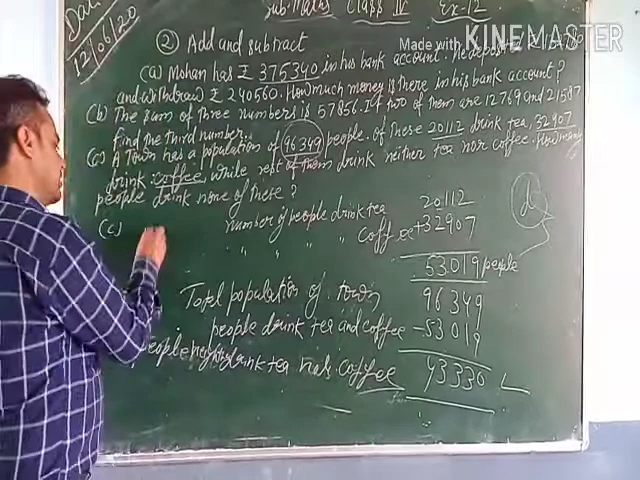 Date
12/06/20
Sub-Maths Class IV Ex-12
Made with KINEMASTER
② Add and subtract
(a) Mohan has ₹ 375340 in his bank account. He deposited ₹
and withdraw ₹ 240560. How much money is there in his bank account?
(b) The sum of three numbers is 57856. If two of them are 12769 and 21587
Find the third number.
(c) A Town has a population of 96349 people. of these 20112 drink tea, 32907
drink coffee while rest of them drink neither tea nor coffee. How many
people drink none of these?
(c) number of people drink tea 20112
" " " " coffee +32907
53019 people
Total population of town 96349
people drink tea and coffee -53019
people drink tea coffee 43330
d